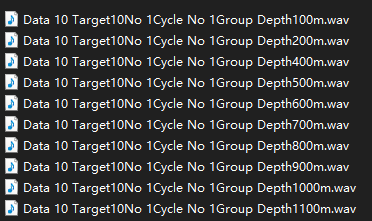 Data 10 Target10No 1Cycle No 1Group Depth100m.wav
Data 10 Target10No 1Cycle No 1Group Depth200m.wav
Data 10 Target10No 1Cycle No 1Group Depth400m.wav
Data 10 Target10No 1Cycle No 1Group Depth500m.wav
Data 10 Target10No 1Cycle No 1Group Depth600m.wav
Data 10 Target10No 1Cycle No 1Group Depth700m.wav
Data 10 Target10No 1Cycle No 1Group Depth800m.wav
Data 10 Target10No 1Cycle No 1Group Depth900m.wav
Data 10 Target10No 1Cycle No 1Group Depth1000m.wav
Data 10 Target10No 1Cycle No 1Group Depth1100m.wav